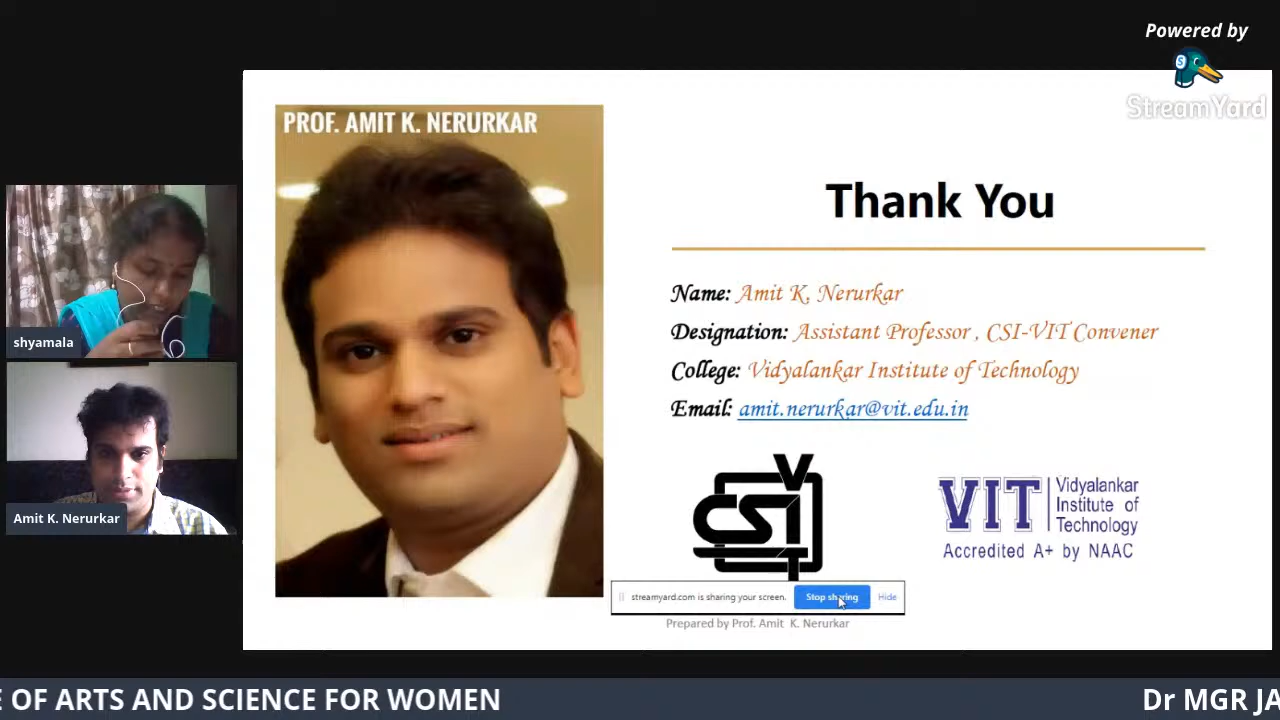 Powered by
StreamYard
PROF. AMIT K. NERURKAR
Thank You
Name: Amit K. Nerurkar
Designation: Assistant Professor , CSI-VIT Convener
College: Vidyalankar Institute of Technology
Email: amit.nerurkar@vit.edu.in
shyamala
Amit K. Nerurkar
CSI
V
T
VIT
Vidyalankar
Institute of
Technology
Accredited A+ by NAAC
streamyard.com is sharing your screen. Stop sharing Hide
Prepared by Prof. Amit K. Nerurkar
E OF ARTS AND SCIENCE FOR WOMEN
Dr MGR JA